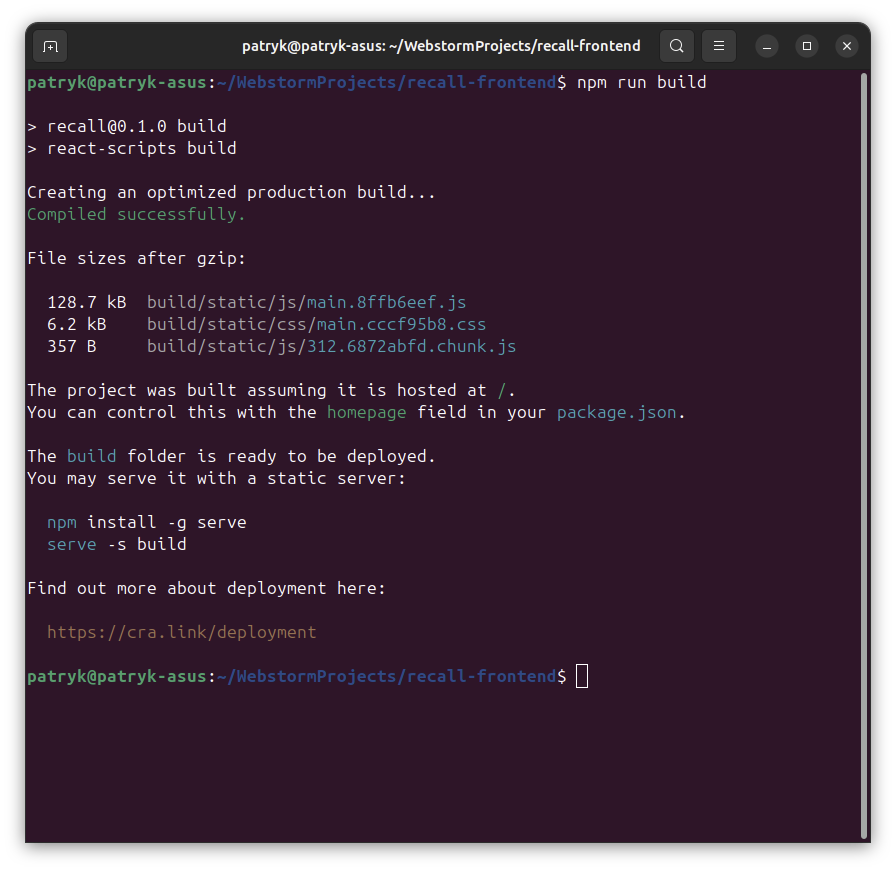 patryk@patryk-asus: ~/WebstormProjects/recall-frontend
patryk@patryk-asus:~/WebstormProjects/recall-frontend$ npm run build
> recall@0.1.0 build
> react-scripts build
Creating an optimized production build...
Compiled successfully.
File sizes after gzip:
128.7 kB  build/static/js/main.8ffb6eef.js
6.2 kB    build/static/css/main.cccf95b8.css
357 B     build/static/js/312.6872abfd.chunk.js
The project was built assuming it is hosted at /.
You can control this with the homepage field in your package.json.
The build folder is ready to be deployed.
You may serve it with a static server:
npm install -g serve
serve -s build
Find out more about deployment here:
https://cra.link/deployment
patryk@patryk-asus:~/WebstormProjects/recall-frontend$